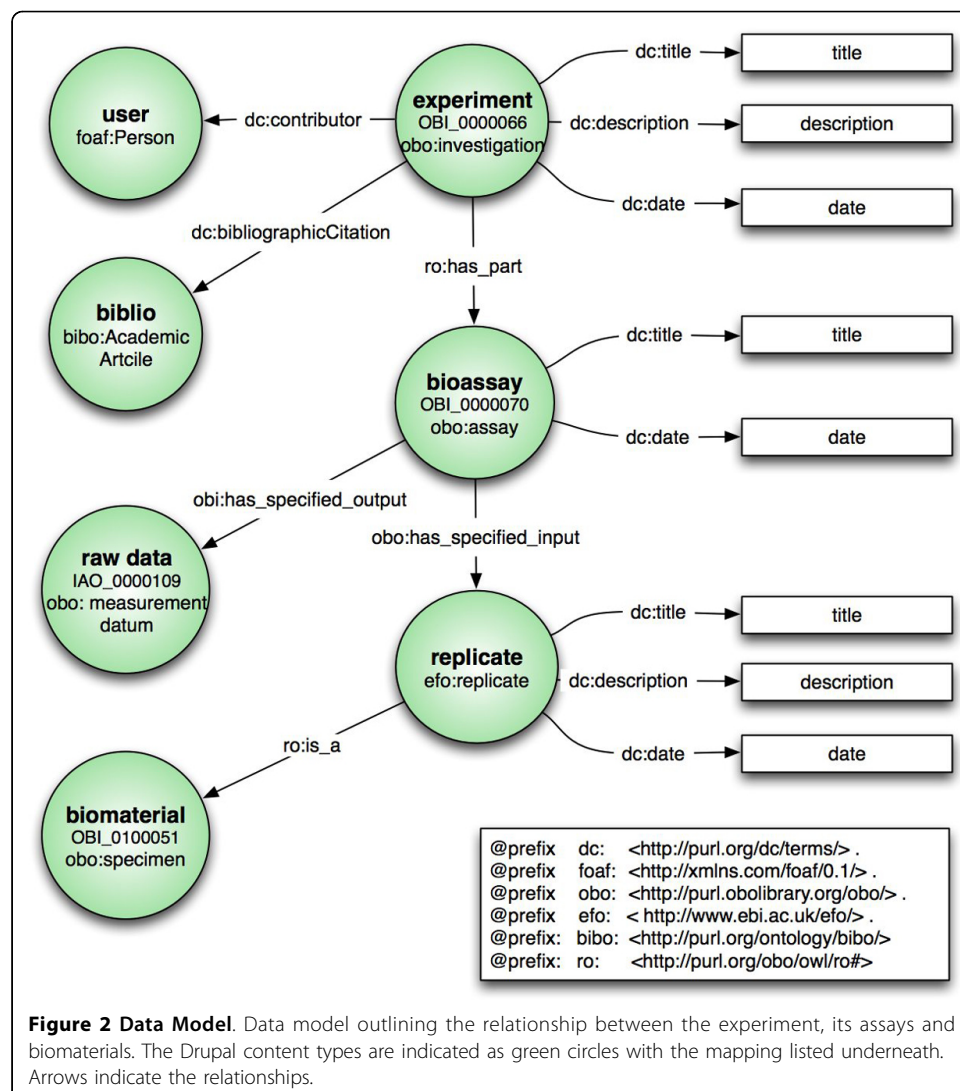 dc:title
title
user
foaf:Person
dc:contributor
experiment
OBI_0000066
obo:investigation
dc:description
description
dc:date
date
dc:bibliographicCitation
ro:has_part
biblio
bibo:Academic
Artcile
bioassay
OBI_0000070
obo:assay
dc:title
title
dc:date
date
obi:has_specified_output
obo:has_specified_input
raw data
IAO_0000109
obo: measurement
datum
replicate
efo:replicate
dc:title
title
dc:description
description
dc:date
date
ro:is_a
biomaterial
OBI_0100051
obo:specimen
@prefix dc: <http://purl.org/dc/terms/> .
@prefix foaf: <http://xmlns.com/foaf/0.1/> .
@prefix obo: <http://purl.obolibrary.org/obo/> .
@prefix efo: < http://www.ebi.ac.uk/efo/> .
@prefix: bibo: <http://purl.org/ontology/bibo/>
@prefix: ro: <http://purl.org/obo/owl/ro#>
Figure 2 Data Model. Data model outlining the relationship between the experiment, its assays and
biomaterials. The Drupal content types are indicated as green circles with the mapping listed underneath.
Arrows indicate the relationships.